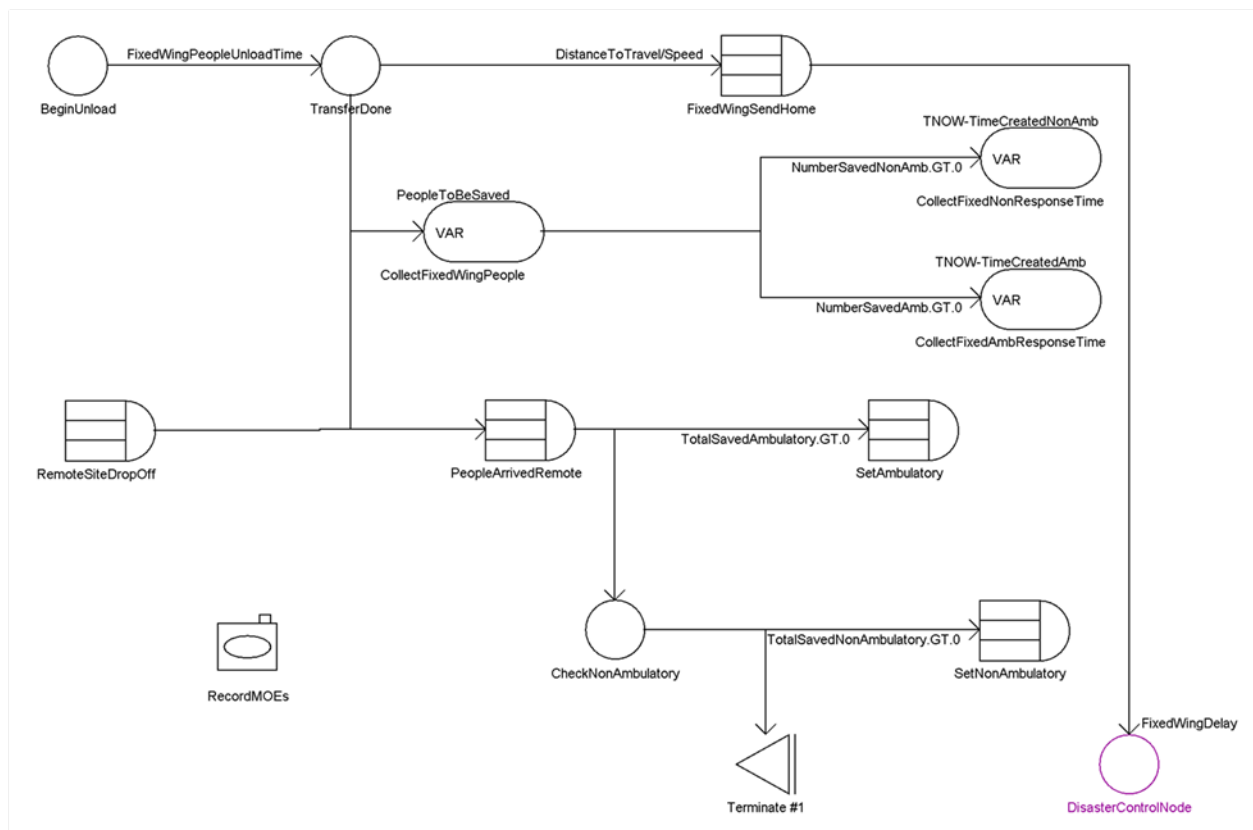 FixedWingPeopleUnloadTime
DistanceToTravel/Speed
BeginUnload
TransferDone
FixedWingSendHome
TNOW-TimeCreatedNonAmb
VAR
NumberSavedNonAmb.GT.0
CollectFixedNonResponseTime
PeopleToBeSaved
VAR
CollectFixedWingPeople
TNOW-TimeCreatedAmb
VAR
NumberSavedAmb.GT.0
CollectFixedAmbResponseTime
RemoteSiteDropOff
PeopleArrivedRemote
TotalSavedAmbulatory.GT.0
SetAmbulatory
CheckNonAmbulatory
TotalSavedNonAmbulatory.GT.0
SetNonAmbulatory
RecordMOEs
FixedWingDelay
Terminate #1
DisasterControlNode